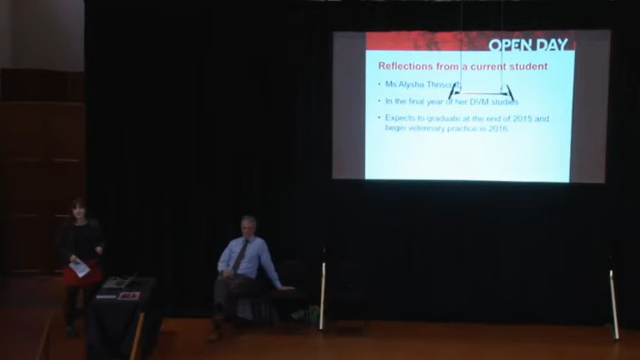 OPEN DAY
Reflections from a current student
• Ms Alysha
• In the final year of her DVM studies
• Expects to graduate at the end of 2015 and
begin veterinary practice in 2016.